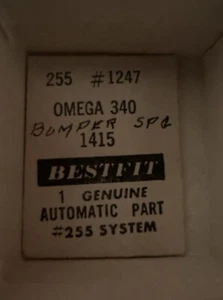 255 #1247
OMEGA 340
BUMPER SPG
1415
BESTFIT
1 GENUINE
AUTOMATIC PART
#255 SYSTEM